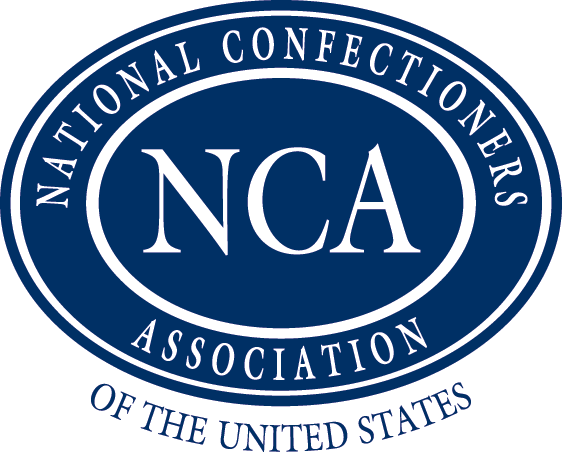 NATIONAL CONFECTIONERS
NCA
ASSOCIATION
OF THE UNITED STATES